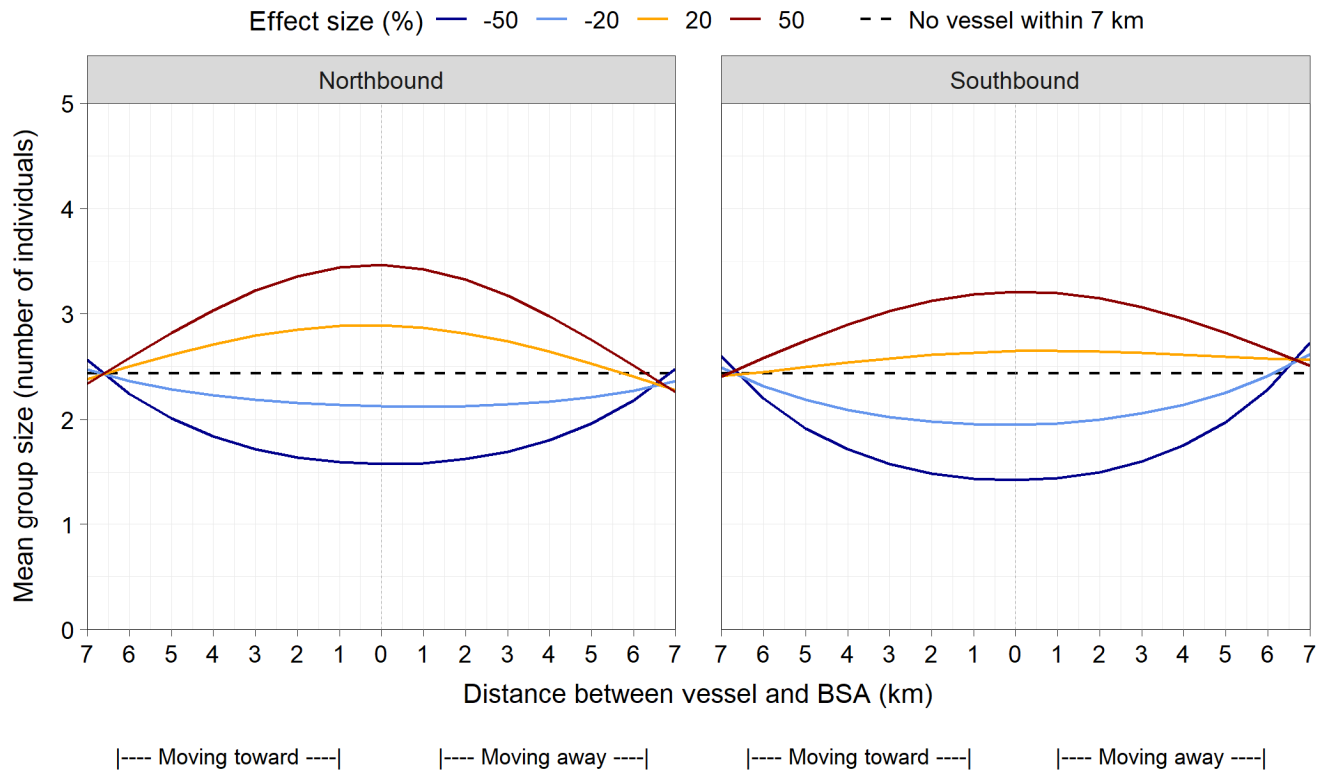 Effect size (%) -50 -20 20 50 No vessel within 7 km
Northbound Southbound
Mean group size (number of individuals)
5
4
3
2
1
0
7 6 5 4 3 2 1 0 1 2 3 4 5 6 7 7 6 5 4 3 2 1 0 1 2 3 4 5 6 7
Distance between vessel and BSA (km)
|---- Moving toward ----| |---- Moving away ----| |---- Moving toward ----| |---- Moving away ----|